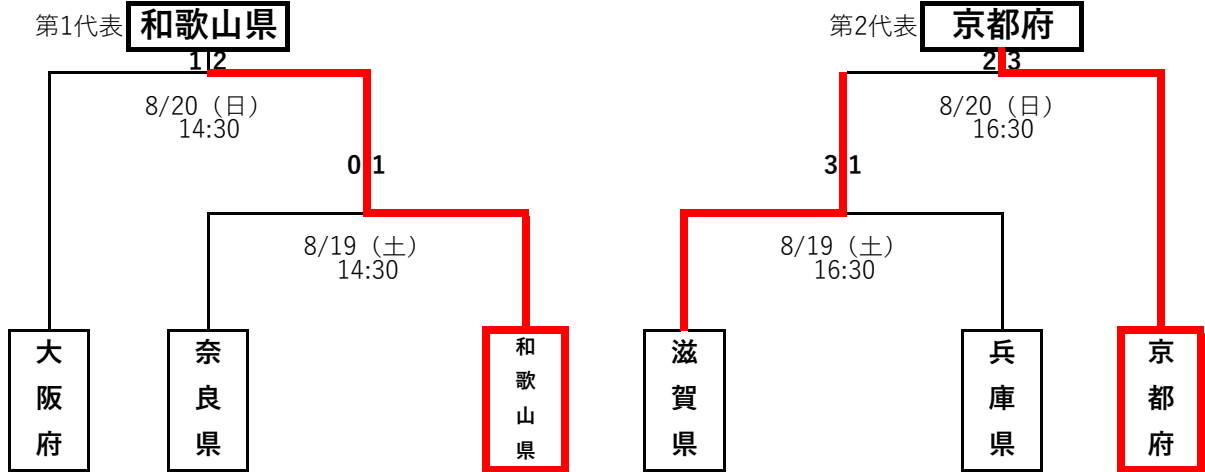 第1代表 和歌山県
1 2
8/20（日）
14:30
0 1
8/19（土）
14:30
大阪府
奈良県
和歌山県
第2代表 京都府
2 3
8/20（日）
16:30
3 1
8/19（土）
16:30
滋賀県
兵庫県
京都府